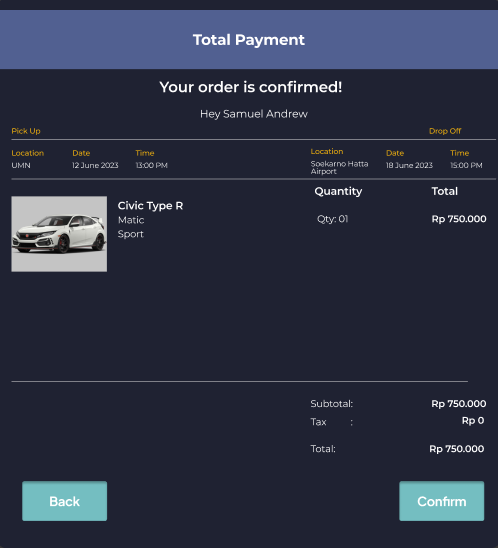 Total Payment
Your order is confirmed!
Hey Samuel Andrew
Pick Up Drop Off
Location Date Time Location Date Time
UMN 12 June 2023 13:00 PM Soekarno Hatta Airport 18 June 2023 15:00 PM
Quantity Total
Civic Type R
Matic Qty: 01 Rp 750.000
Sport
Subtotal: Rp 750.000
Tax : Rp 0
Total: Rp 750.000
Back Confirm